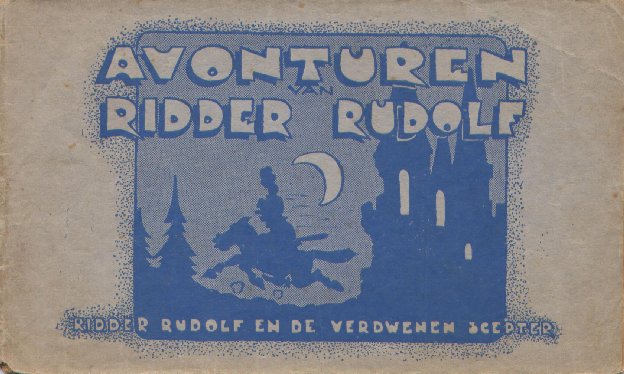 AVONTUREN
VAN
RIDDER RUDOLF
RIDDER RUDOLF EN DE VERDWENEN SCEPTER